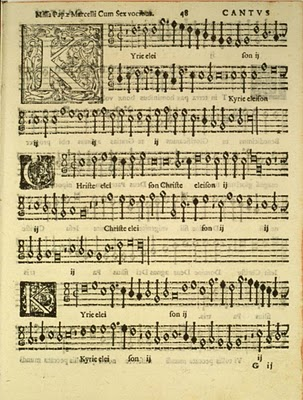 Missa Papæ Marcelli Cum Sex vocibus. 48 CANTVS
K
Yrie elei son ij
Kyrie eleison
ij ij ij
C
Hriste elei son Christe eleison ij
ij Christe elei son ij
ij
K
Yrie elei son ij
Kyrie elei son ij
G ij